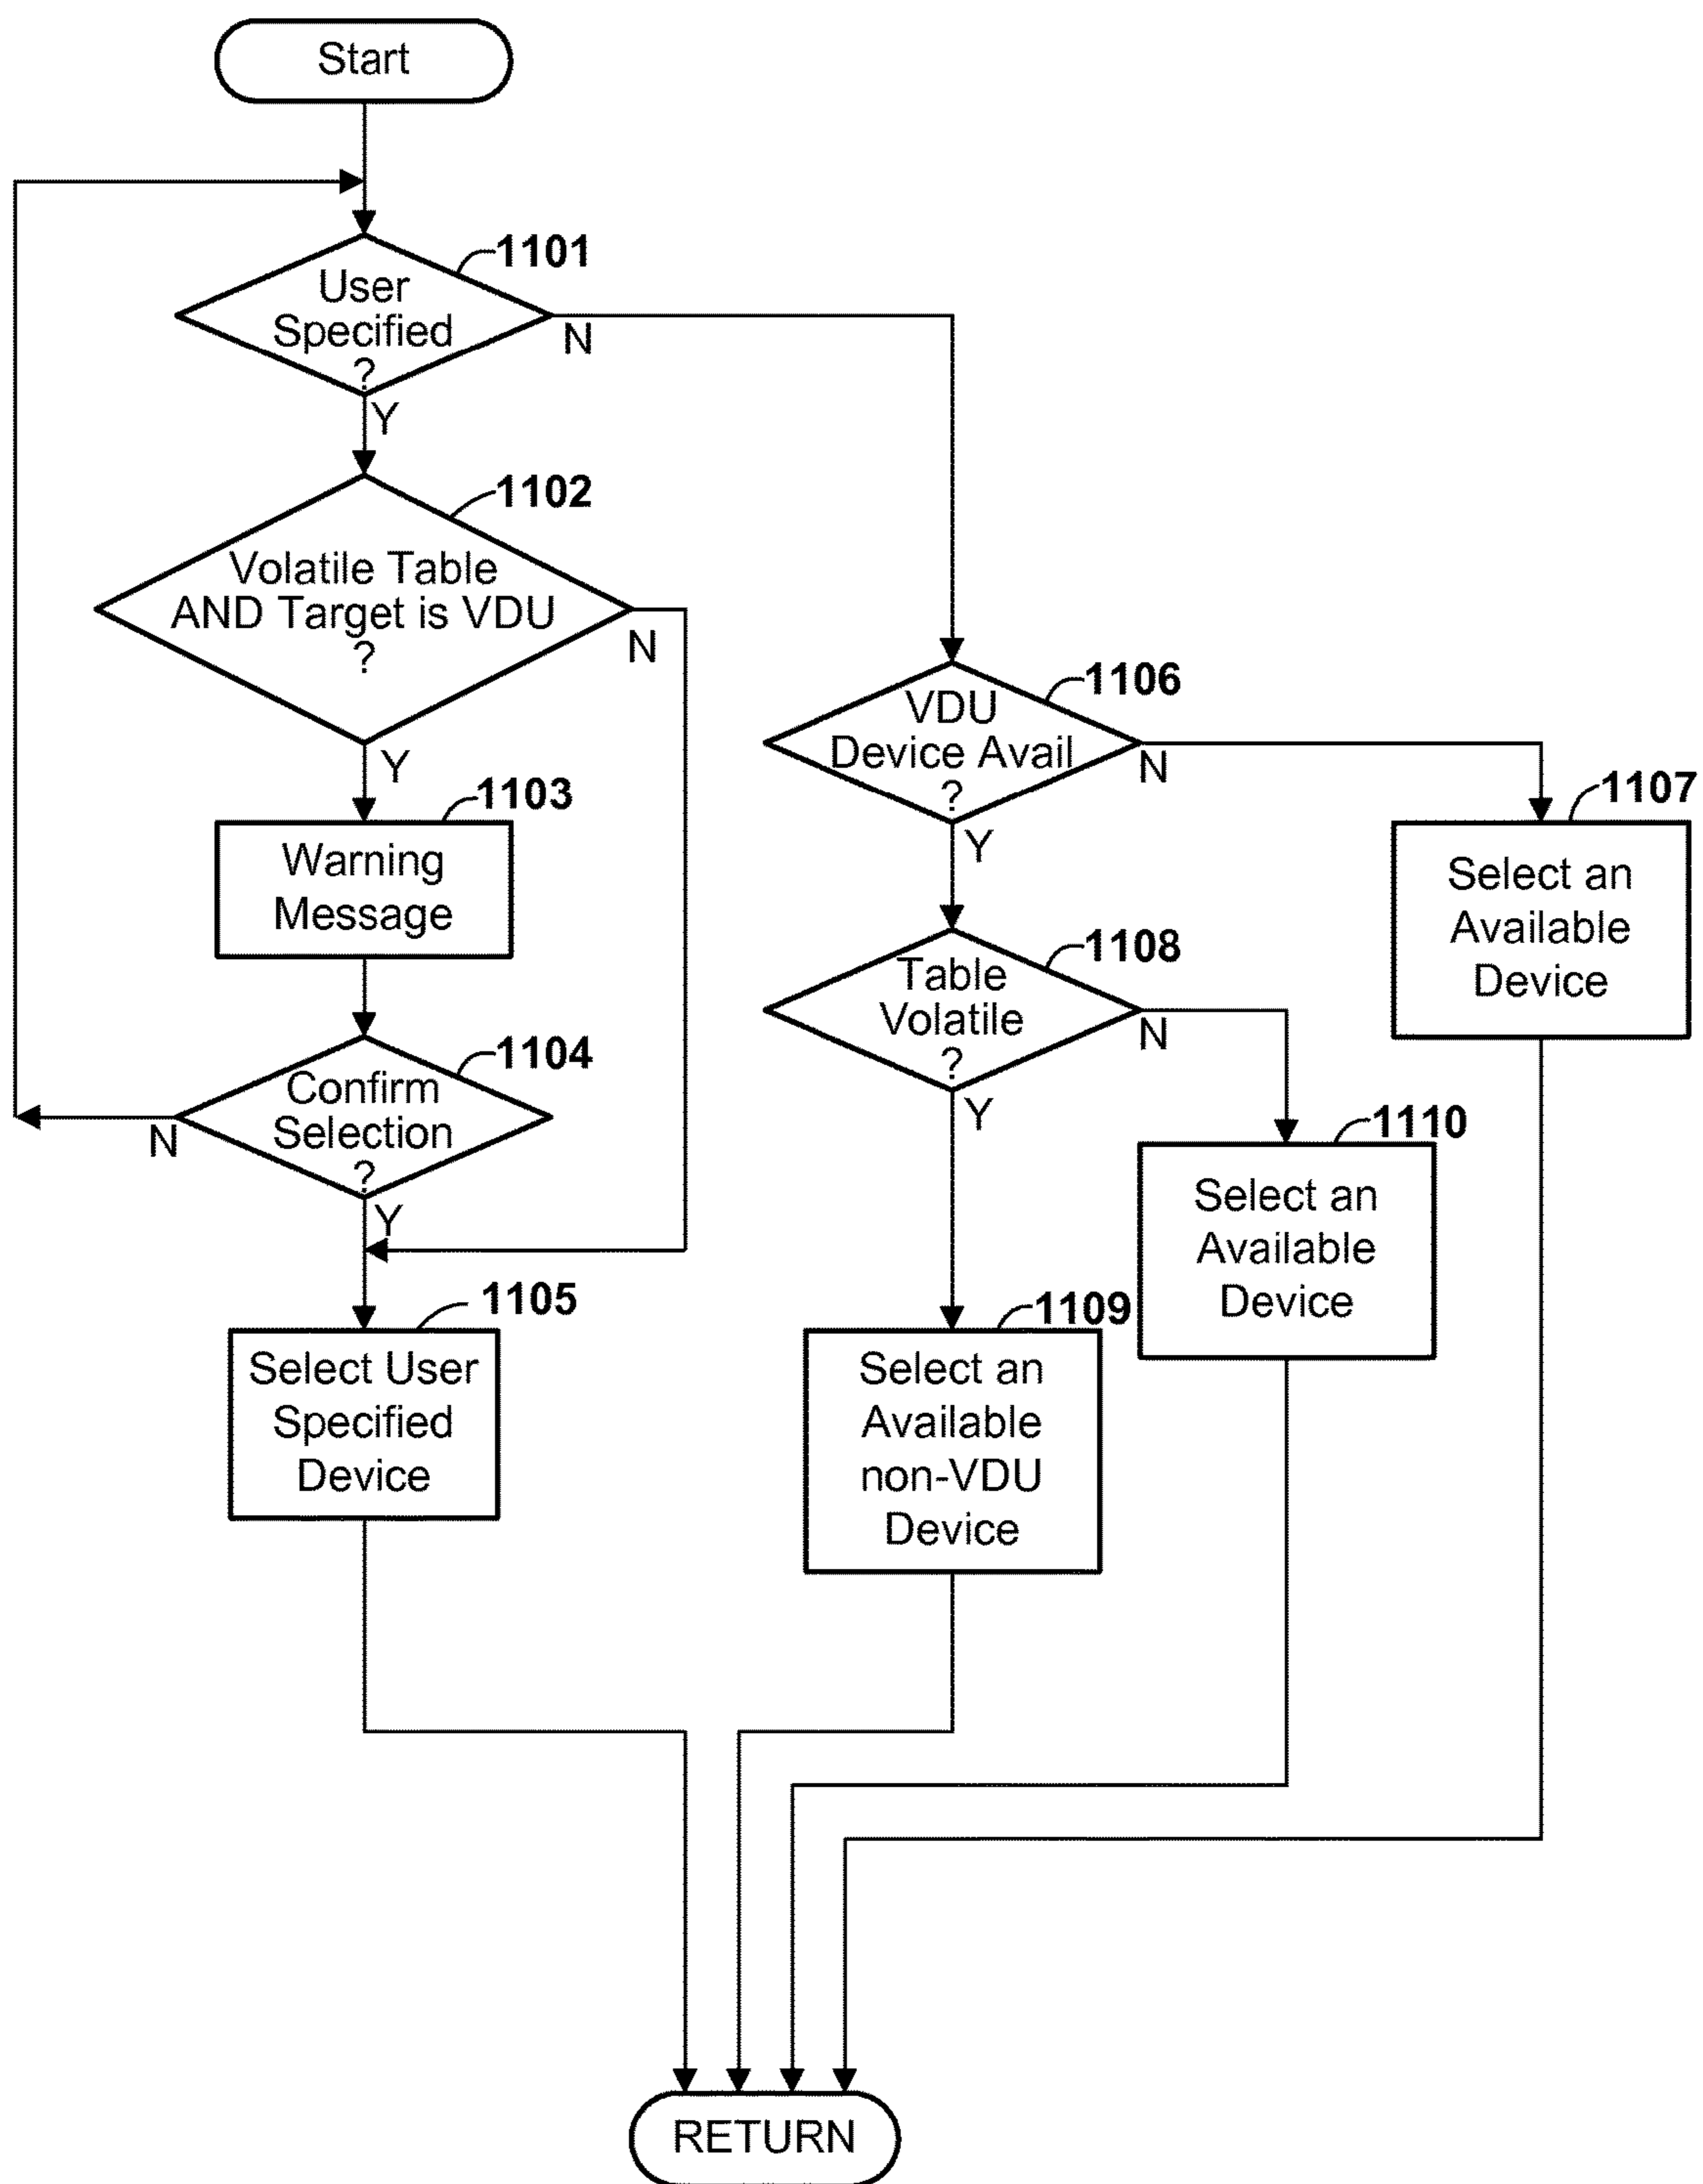 Start
1101
User
Specified
?
N
Y
1102
Volatile Table
AND Target is VDU
?
N
Y
1103
Warning
Message
1104
Confirm
Selection
?
N
Y
1105
Select User
Specified
Device
1106
VDU
Device Avail
?
N
Y
1107
Select an
Available
Device
1108
Table
Volatile
?
N
Y
1110
Select an
Available
Device
1109
Select an
Available
non-VDU
Device
RETURN